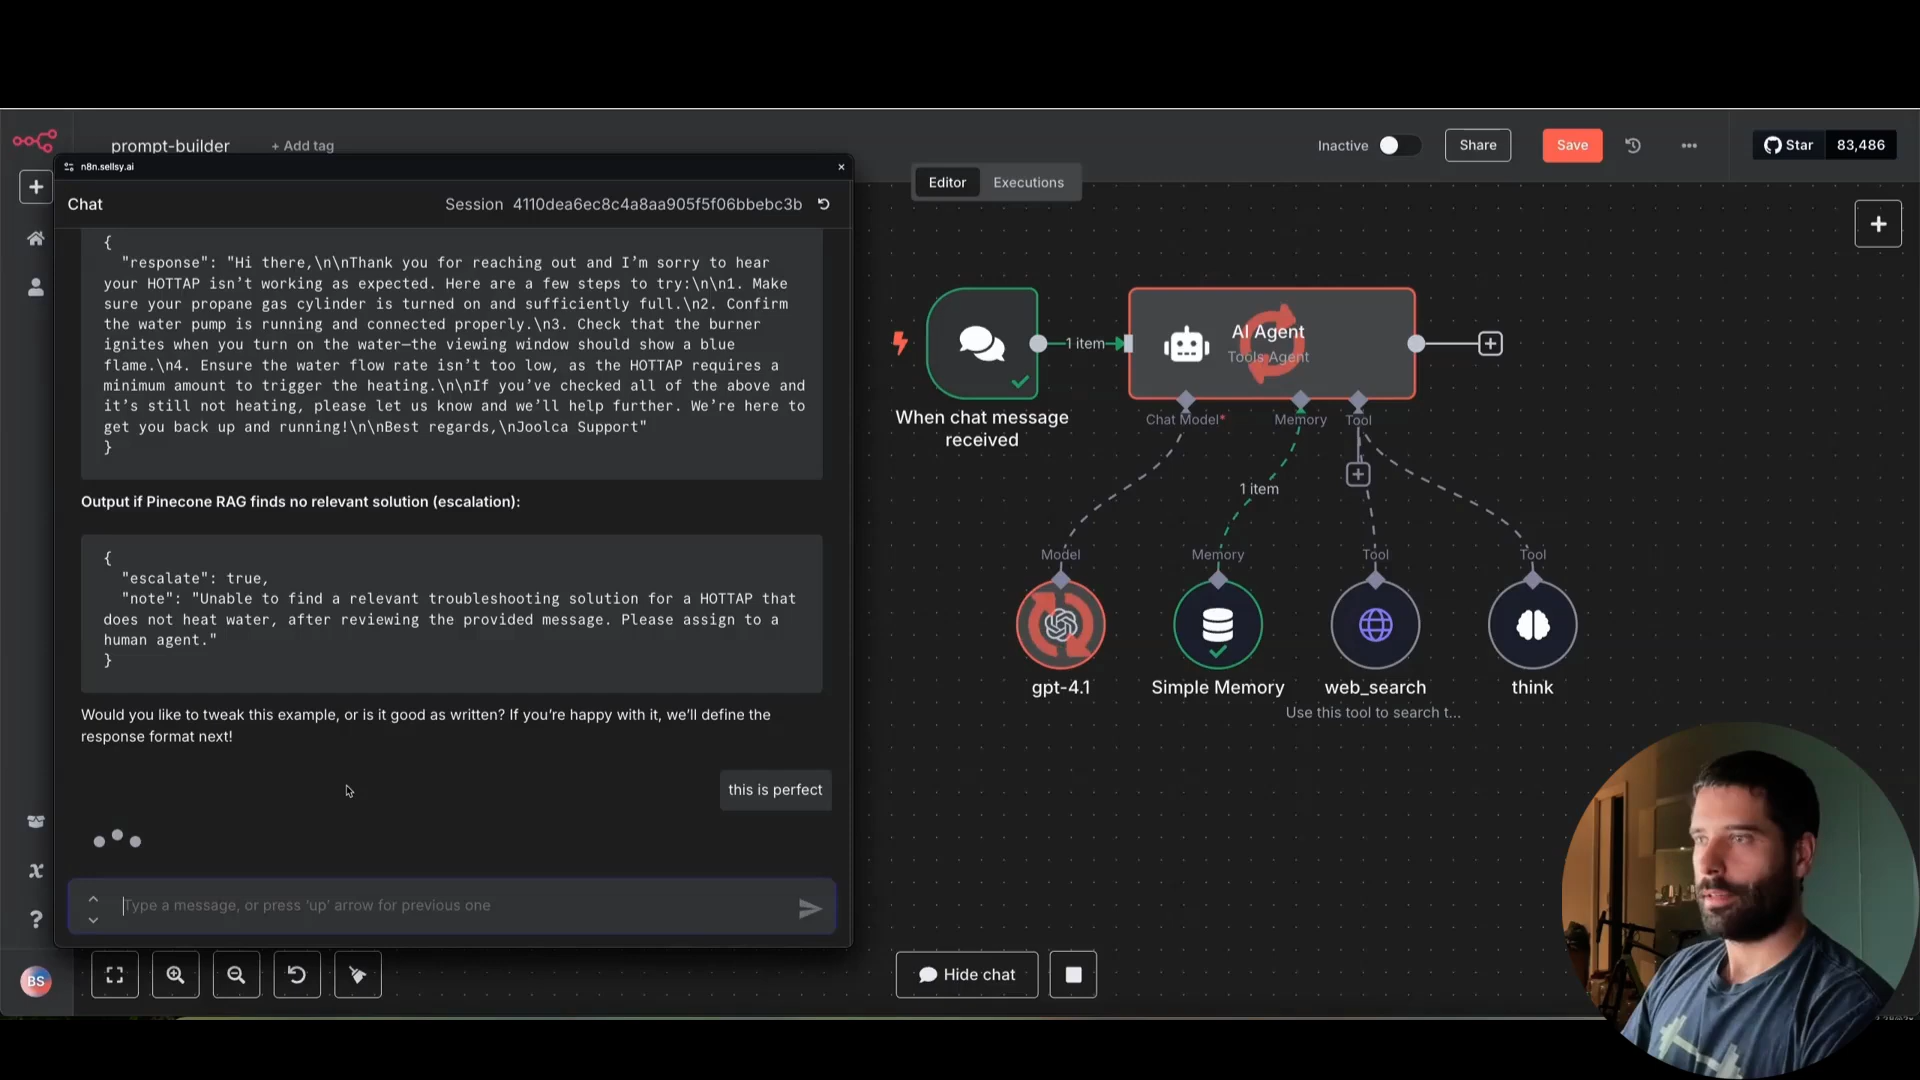 prompt-builder
+ Add tag
Inactive
Share
Save
Star
83,486
n8n.sellsy.ai
Editor
Executions
Chat
Session 4110dea6ec8c4a8aa905f5f06bbebc3b
{
"response": "Hi there,\n\nThank you for reaching out and I’m sorry to hear
your HOTTAP isn’t working as expected. Here are a few steps to try:\n\n1. Make
sure your propane gas cylinder is turned on and sufficiently full.\n2. Confirm
the water pump is running and connected properly.\n3. Check that the burner
ignites when you turn on the water—the viewing window should show a blue
flame.\n4. Ensure the water flow rate isn’t too low, as the HOTTAP requires a
minimum amount to trigger the heating.\n\nIf you’ve checked all of the above and
it’s still not heating, please let us know and we’ll help further. We’re here to
get you back up and running!\n\nBest regards,\nJoolca Support"
}
Output if Pinecone RAG finds no relevant solution (escalation):
{
"escalate": true,
"note": "Unable to find a relevant troubleshooting solution for a HOTTAP that
does not heat water, after reviewing the provided message. Please assign to a
human agent."
}
Would you like to tweak this example, or is it good as written? If you’re happy with it, we’ll define the
response format next!
this is perfect
Type a message, or press ‘up’ arrow for previous one
BS
1 item
AI Agent
Tools Agent
When chat message
received
Chat Model*
Memory
Tool
1 item
Model
Memory
Tool
Tool
gpt-4.1
Simple Memory
web_search
think
Use this tool to search t...
Hide chat